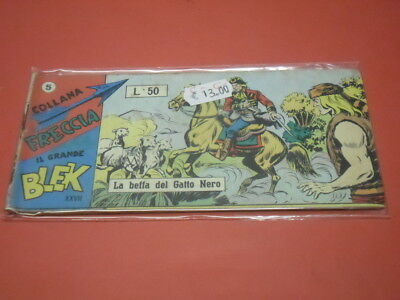 5
COLLANA
FRECCIA
IL GRANDE
BLEK
XXVII
L. 50
€ 13.00
La beffa del Gatto Nero